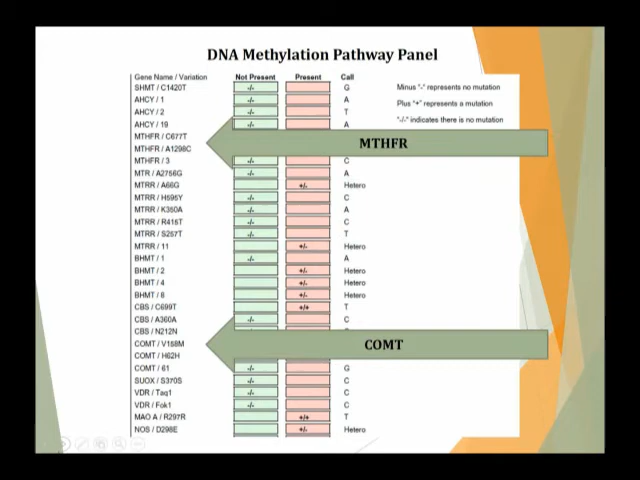 DNA Methylation Pathway Panel
Gene Name / Variation Not Present Present Call
SHMT / C1420T -/- G Minus "-" represents no mutation
AHCY / 1 -/- A
Plus "+" represents a mutation
AHCY / 2 -/- T
"-/-" indicates there is no mutation
AHCY / 19 -/- A
MTHFR / C677T
MTHFR
MTHFR / A1298C
MTHFR / 3 -/- C
MTR / A2756G -/- A
MTRR / A66G +/- Hetero
MTRR / H595Y -/- C
MTRR / K350A -/- A
MTRR / R415T -/- C
MTRR / S257T -/- T
MTRR / 11 +/- Hetero
BHMT / 1 -/- A
BHMT / 2 +/- Hetero
BHMT / 4 +/- Hetero
BHMT / 8 +/- Hetero
CBS / C699T +/+ T
CBS / A360A -/- C
CBS / N212N
COMT / V158M COMT
COMT / H62H
COMT / 61 -/- G
SUOX / S370S -/- C
VDR / Taq1 -/- C
VDR / Fok1 -/- C
MAO A / R297R +/+ T
NOS / D298E +/- Hetero